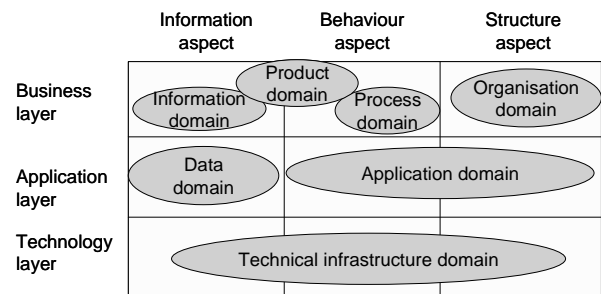 Information aspect
Behaviour aspect
Structure aspect
Business layer
Information domain
Product domain
Process domain
Organisation domain
Application layer
Data domain
Application domain
Technology layer
Technical infrastructure domain